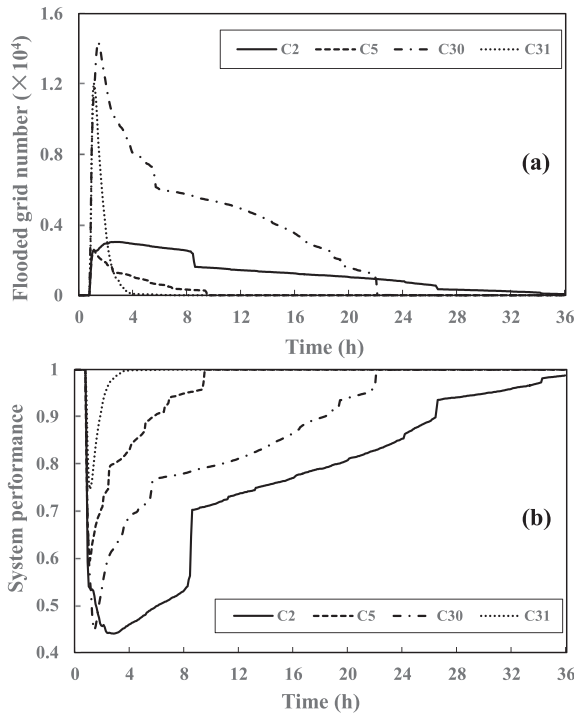 Flooded grid number (×10⁴)
1.6
1.2
0.8
0.4
0
C2 C5 C30 C31
(a)
0 4 8 12 16 20 24 28 32 36
Time (h)
System performance
1
0.9
0.8
0.7
0.6
0.5
0.4
(b)
C2 C5 C30 C31
0 4 8 12 16 20 24 28 32 36
Time (h)